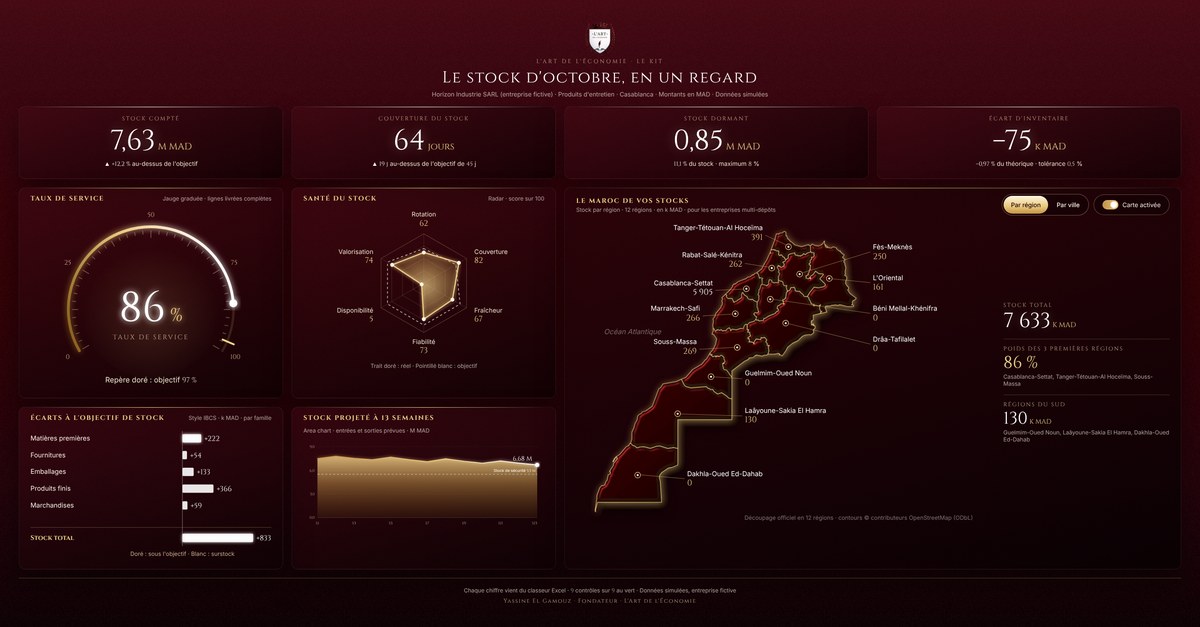 L'ART
L'ART DE L'ÉCONOMIE · LE KIT
LE STOCK D'OCTOBRE, EN UN REGARD
Horizon Industrie SARL (entreprise fictive) · Produits d'entretien · Casablanca · Montants en MAD · Données simulées
STOCK COMPTÉ
7,63 M MAD
▲ +12,2 % au-dessus de l'objectif
COUVERTURE DU STOCK
64 JOURS
▲ 19 j au-dessus de l'objectif de 45 j
STOCK DORMANT
0,85 M MAD
11,1 % du stock · maximum 8 %
ÉCART D'INVENTAIRE
−75 K MAD
−0,97 % du théorique · tolérance 0,5 %
TAUX DE SERVICE
Jauge graduée · lignes livrées complètes
0
25
50
75
100
86 %
TAUX DE SERVICE
Repère doré : objectif 97 %
SANTÉ DU STOCK
Radar · score sur 100
Rotation
62
Valorisation
74
Couverture
82
Disponibilité
5
Fraîcheur
67
Fiabilité
73
Trait doré : réel · Pointillé blanc : objectif
LE MAROC DE VOS STOCKS
Stock par région · 12 régions · en k MAD · pour les entreprises multi-dépôts
Par région
Par ville
Carte activée
Tanger-Tétouan-Al Hoceïma
391
Rabat-Salé-Kénitra
262
Casablanca-Settat
5 905
Marrakech-Safi
266
Océan Atlantique
Souss-Massa
269
Fès-Meknès
250
L'Oriental
161
Béni Mellal-Khénifra
0
Drâa-Tafilalet
0
Guelmim-Oued Noun
0
Laâyoune-Sakia El Hamra
130
Dakhla-Oued Ed-Dahab
0
STOCK TOTAL
7 633 K MAD
POIDS DES 3 PREMIÈRES RÉGIONS
86 %
Casablanca-Settat, Tanger-Tétouan-Al Hoceïma, Souss-
Massa
RÉGIONS DU SUD
130 K MAD
Guelmim-Oued Noun, Laâyoune-Sakia El Hamra, Dakhla-Oued
Ed-Dahab
Découpage officiel en 12 régions · contours © contributeurs OpenStreetMap (ODbL)
ÉCARTS À L'OBJECTIF DE STOCK
Style IBCS · k MAD · par famille
Matières premières +222
Fournitures +54
Emballages +133
Produits finis +366
Marchandises +59
STOCK TOTAL +833
Doré : sous l'objectif · Blanc : surstock
STOCK PROJETÉ À 13 SEMAINES
Area chart · entrées et sorties prévues · M MAD
6,68 M
Chaque chiffre vient du classeur Excel · 9 contrôles sur 9 au vert · Données simulées, entreprise fictive
YASSINE EL GAMOUZ · FONDATEUR · L'ART DE L'ÉCONOMIE